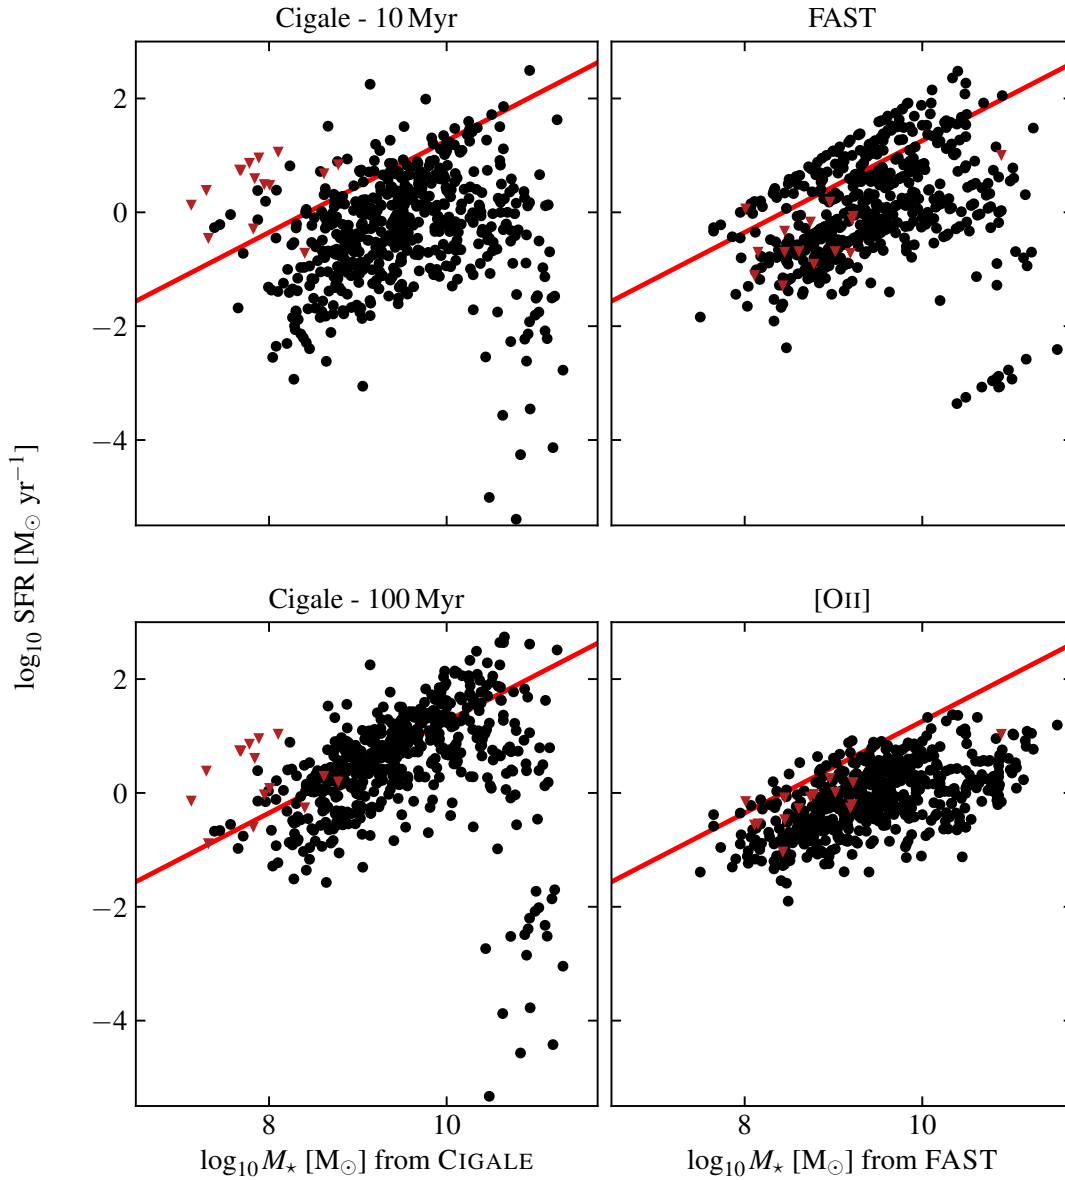 Cigale - 10 Myr
FAST
2
0
−2
−4
log₁₀ SFR [M☉ yr⁻¹]
Cigale - 100 Myr
[OII]
2
0
−2
−4
8
10
8
10
log₁₀ M⋆ [M☉] from CIGALE
log₁₀ M⋆ [M☉] from FAST